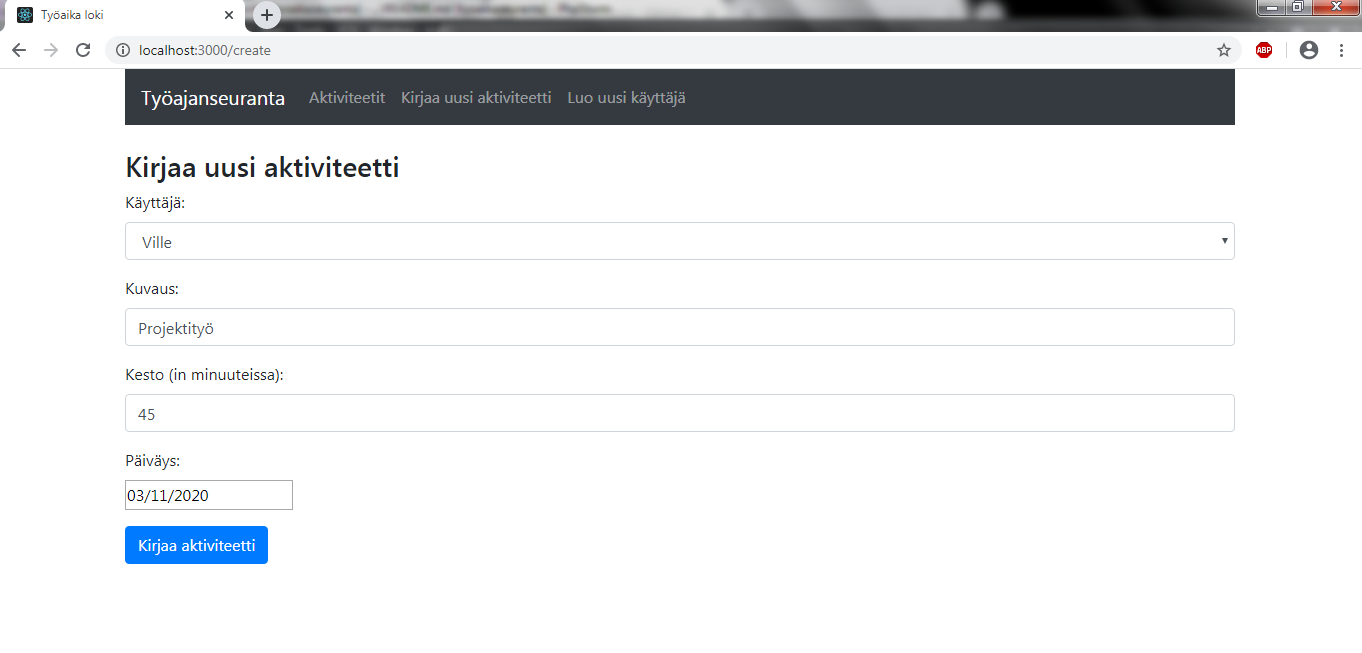 Työaika loki
localhost:3000/create
ABP
Työajanseuranta Aktiviteetit Kirjaa uusi aktiviteetti Luo uusi käyttäjä
Kirjaa uusi aktiviteetti
Käyttäjä:
Ville
Kuvaus:
Projektityö
Kesto (in minuuteissa):
45
Päiväys:
03/11/2020
Kirjaa aktiviteetti